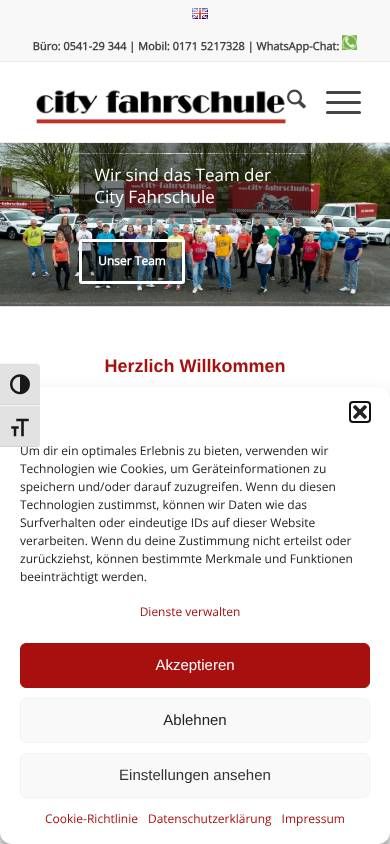 Büro: 0541-29 344 | Mobil: 0171 5217328 | WhatsApp-Chat:
city fahrschule
Wir sind das Team der
City Fahrschule
Unser Team
Herzlich Willkommen
Um dir ein optimales Erlebnis zu bieten, verwenden wir
Technologien wie Cookies, um Geräteinformationen zu
speichern und/oder darauf zuzugreifen. Wenn du diesen
Technologien zustimmst, können wir Daten wie das
Surfverhalten oder eindeutige IDs auf dieser Website
verarbeiten. Wenn du deine Zustimmung nicht erteilst oder
zurückziehst, können bestimmte Merkmale und Funktionen
beeinträchtigt werden.
Dienste verwalten
Akzeptieren
Ablehnen
Einstellungen ansehen
Cookie-Richtlinie Datenschutzerklärung Impressum